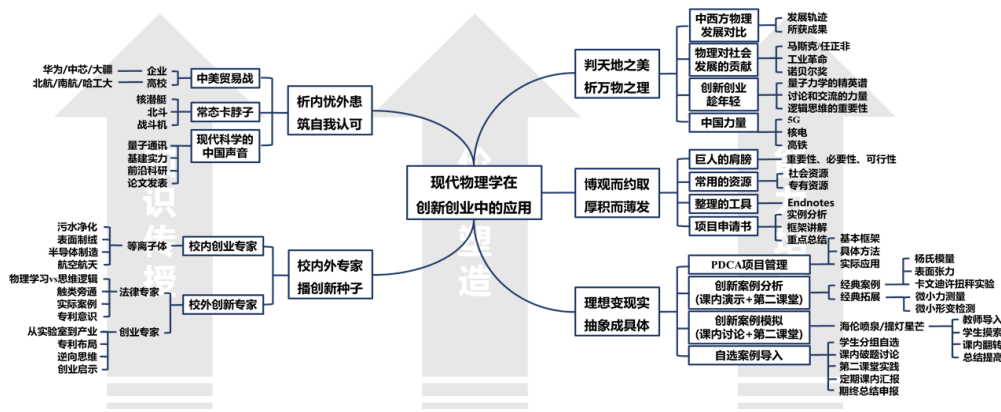 现代物理学在
创新创业中的应用
析内忧外患
筑自我认可
中美贸易战
企业
华为/中芯/大疆
高校
北航/南航/哈工大
常态卡脖子
核潜艇
北斗
战斗机
现代科学的
中国声音
量子通讯
基建实力
前沿科研
论文发表
校内外专家
播创新种子
校内创业专家
等离子体
污水净化
表面制绒
半导体制造
航空航天
校外创新专家
法律专家
物理学习vs思维逻辑
触类旁通
实际案例
专利意识
创业专家
从实验室到产业
专利布局
逆向思维
创业启示
判天地之美
析万物之理
中西方物理
发展对比
发展轨迹
所获成果
物理对社会
发展的贡献
马斯克/任正非
工业革命
诺贝尔奖
创新创业
趁年轻
量子力学的精英谱
讨论和交流的力量
逻辑思维的重要性
中国力量
5G
核电
高铁
博观而约取
厚积而薄发
巨人的肩膀
重要性、必要性、可行性
常用的资源
社会资源
专有资源
整理的工具
Endnotes
项目申请书
实例分析
框架讲解
重点总结
理想变现实
抽象成具体
PDCA项目管理
基本框架
具体方法
实际应用
创新案例分析
(课内演示+第二课堂)
经典案例
杨氏模量
表面张力
卡文迪许扭秤实验
经典拓展
微小力测量
微小形变检测
创新案例模拟
(课内讨论+第二课堂)
海伦喷泉/提灯星芒
教师导入
学生摸索
课内翻转
总结提高
自选案例导入
学生分组自选
课内破题讨论
第二课堂实践
定期课内汇报
期终总结申报
识传授
塑造